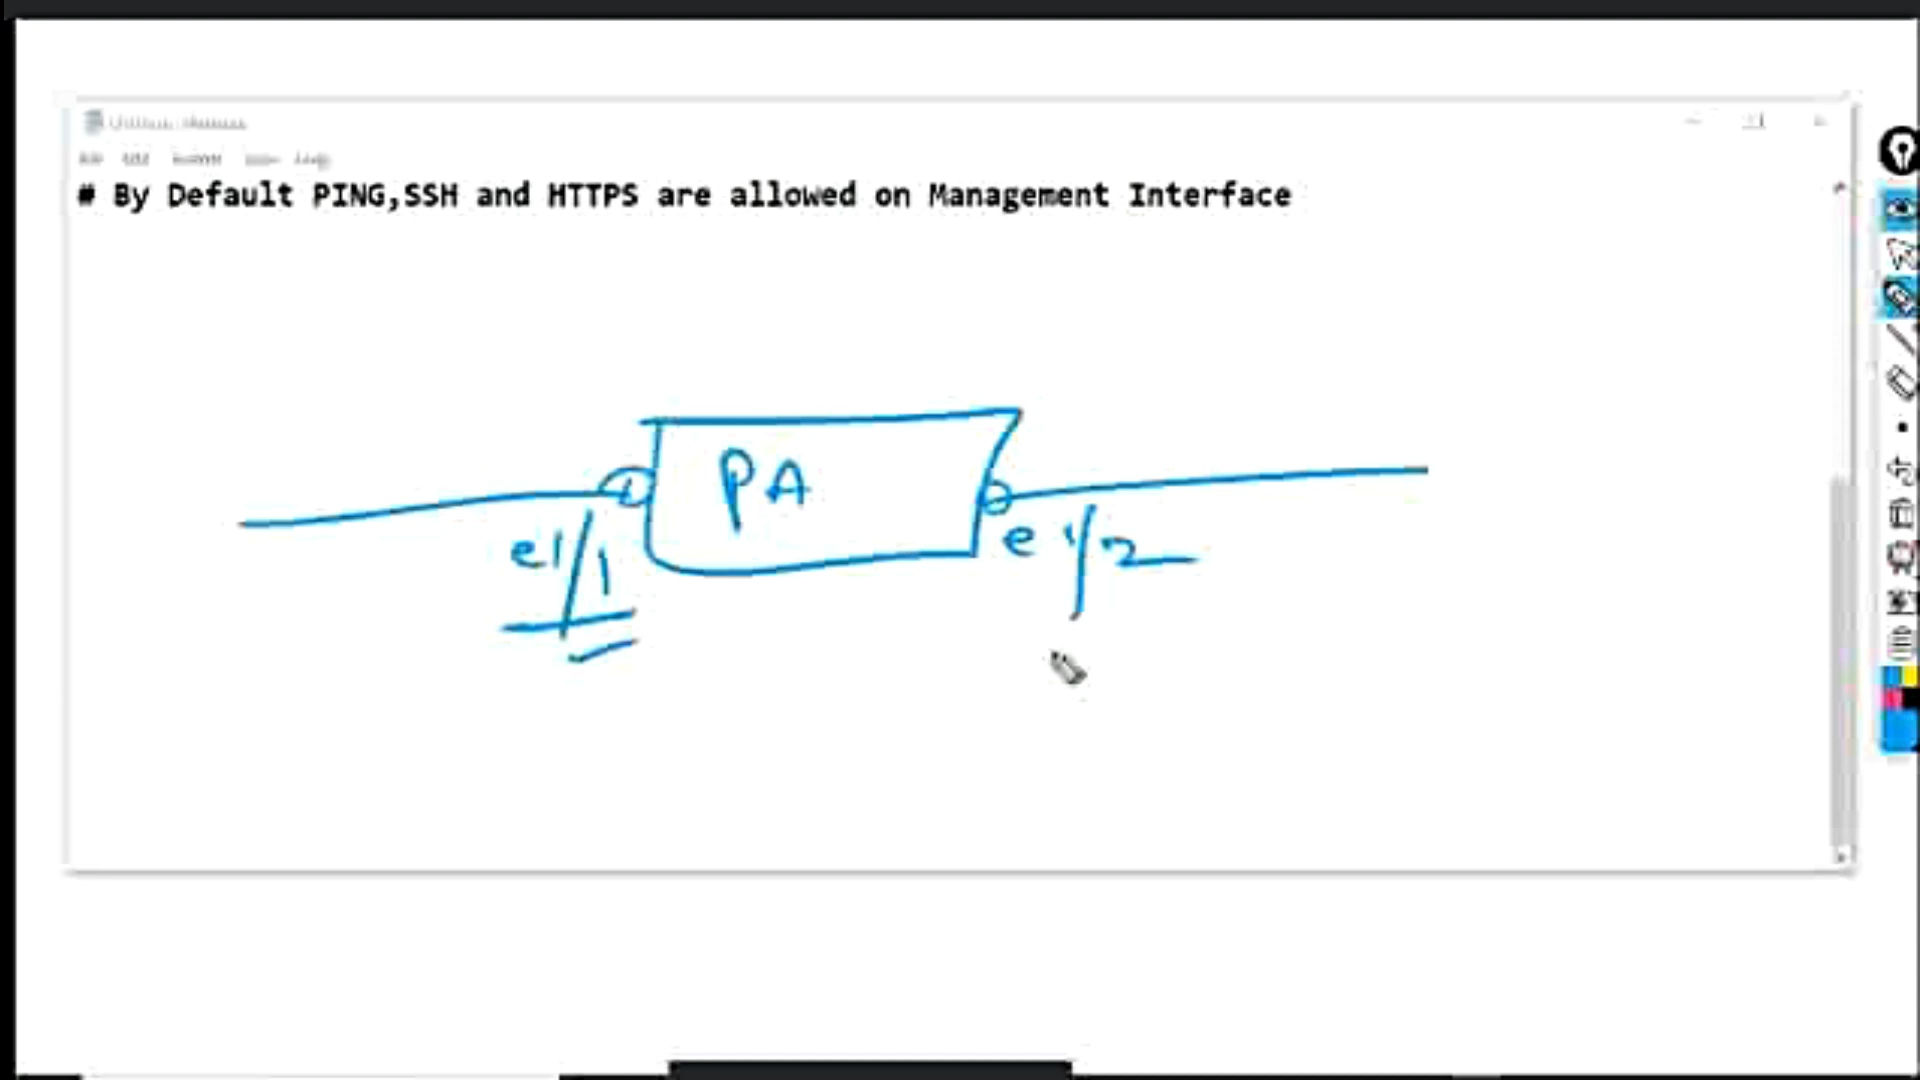 # By Default PING,SSH and HTTPS are allowed on Management Interface
PA
e1/1
e1/2